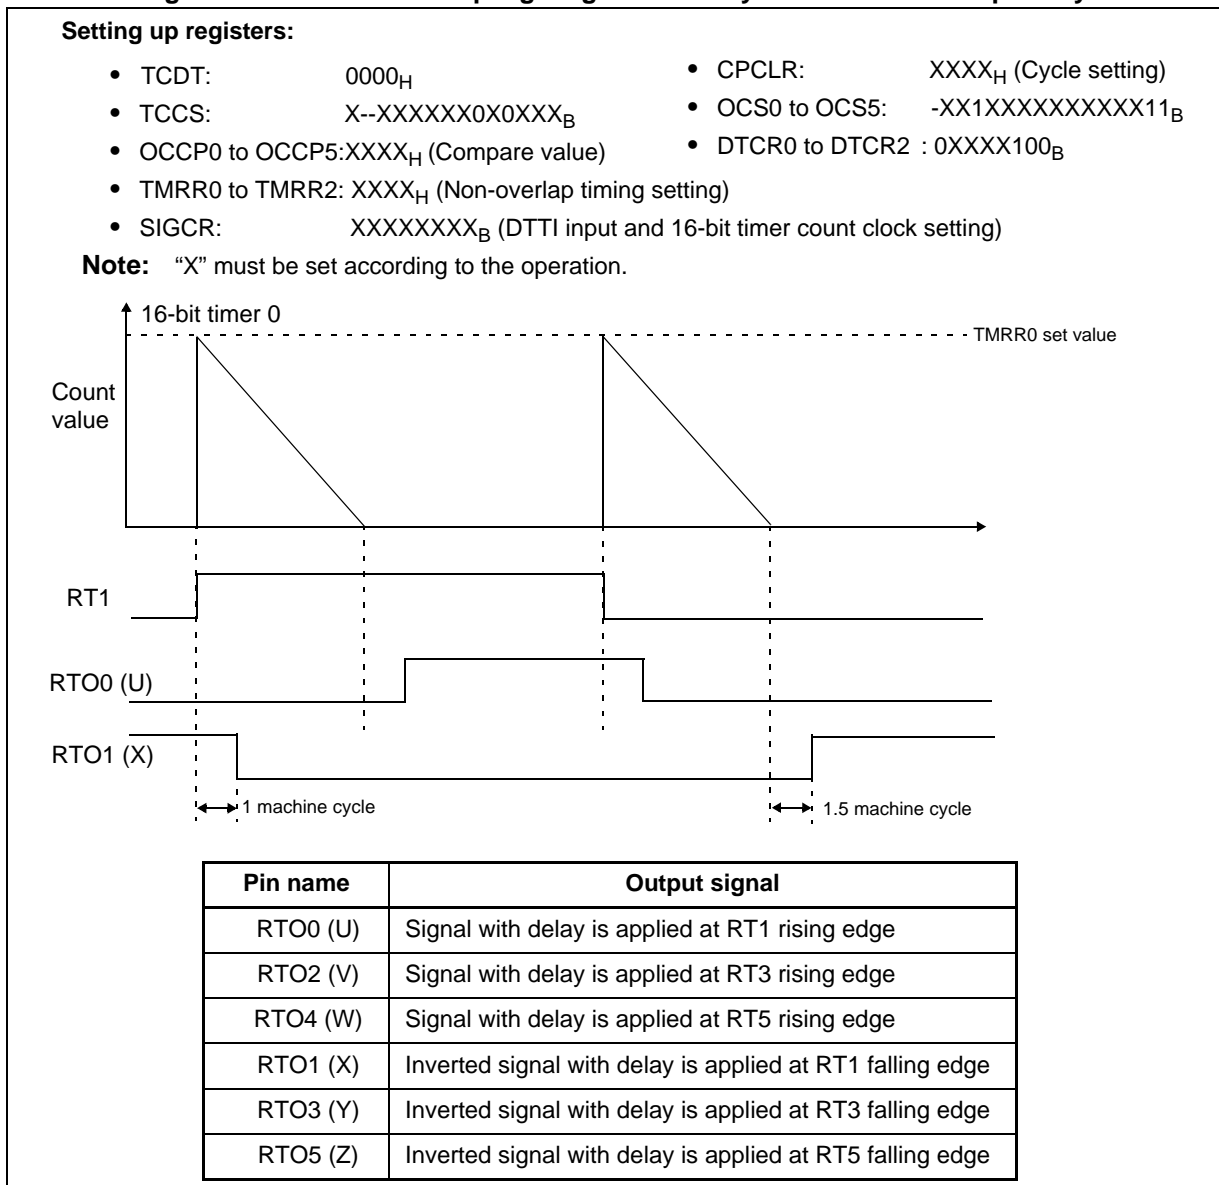 Setting up registers:
• TCDT: 0000H
• TCCS: X--XXXXXX0X0XXXB
• OCCP0 to OCCP5:XXXXH (Compare value)
• TMRR0 to TMRR2: XXXXH (Non-overlap timing setting)
• SIGCR: XXXXXXXXB (DTTI input and 16-bit timer count clock setting)
• CPCLR: XXXXH (Cycle setting)
• OCS0 to OCS5: -XX1XXXXXXXXXX11B
• DTCR0 to DTCR2 : 0XXXX100B
Note: “X” must be set according to the operation.
16-bit timer 0
TMRR0 set value
Count
value
RT1
RTO0 (U)
RTO1 (X)
1 machine cycle
1.5 machine cycle
Pin name Output signal
RTO0 (U) Signal with delay is applied at RT1 rising edge
RTO2 (V) Signal with delay is applied at RT3 rising edge
RTO4 (W) Signal with delay is applied at RT5 rising edge
RTO1 (X) Inverted signal with delay is applied at RT1 falling edge
RTO3 (Y) Inverted signal with delay is applied at RT3 falling edge
RTO5 (Z) Inverted signal with delay is applied at RT5 falling edge